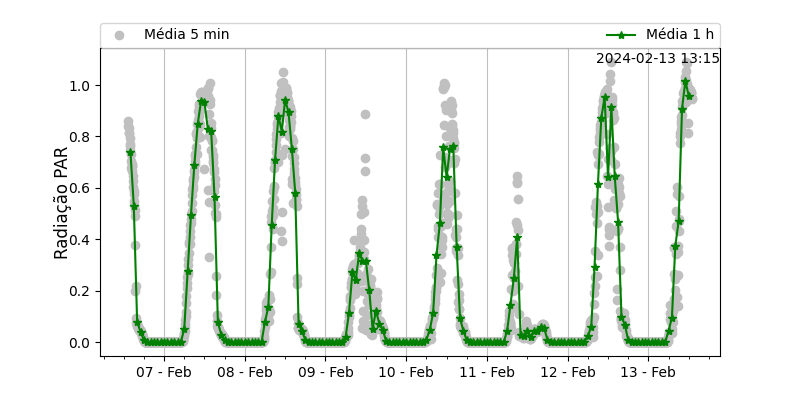 Média 5 min
Média 1 h
2024-02-13 13:15
Radiação PAR
1.0
0.8
0.6
0.4
0.2
0.0
07 - Feb
08 - Feb
09 - Feb
10 - Feb
11 - Feb
12 - Feb
13 - Feb